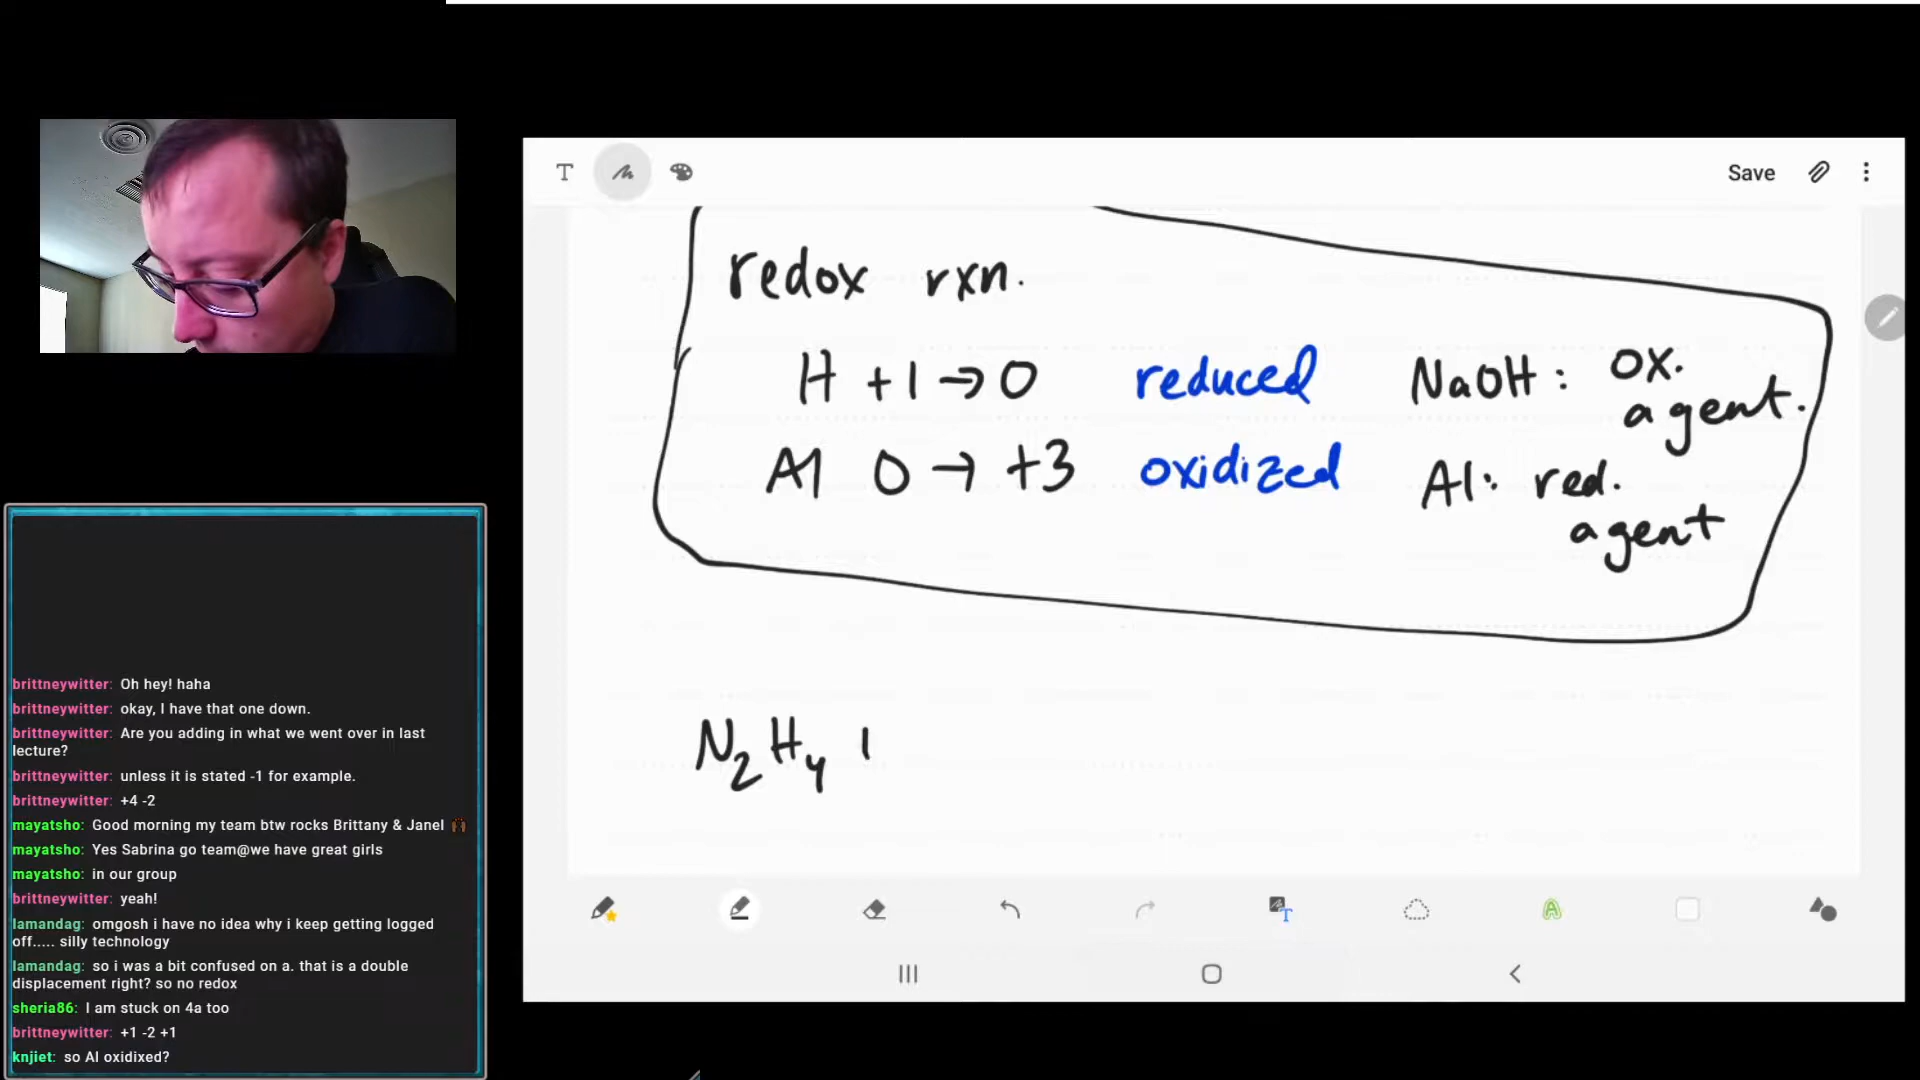 T
Save
redox rxn.
H +1 → 0 reduced NaOH: ox. agent.
Al 0 → +3 oxidized Al: red. agent
N₂H₄
brittneywitter: Oh hey! haha
brittneywitter: okay, I have that one down.
brittneywitter: Are you adding in what we went over in last
lecture?
brittneywitter: unless it is stated -1 for example.
brittneywitter: +4 -2
mayatsho: Good morning my team btw rocks Brittany & Janel
mayatsho: Yes Sabrina go team@we have great girls
mayatsho: in our group
brittneywitter: yeah!
lamandag: omgosh i have no idea why i keep getting logged
off..... silly technology
lamandag: so i was a bit confused on a. that is a double
displacement right? so no redox
sheria86: I am stuck on 4a too
brittneywitter: +1 -2 +1
knjiet: so Al oxidixed?